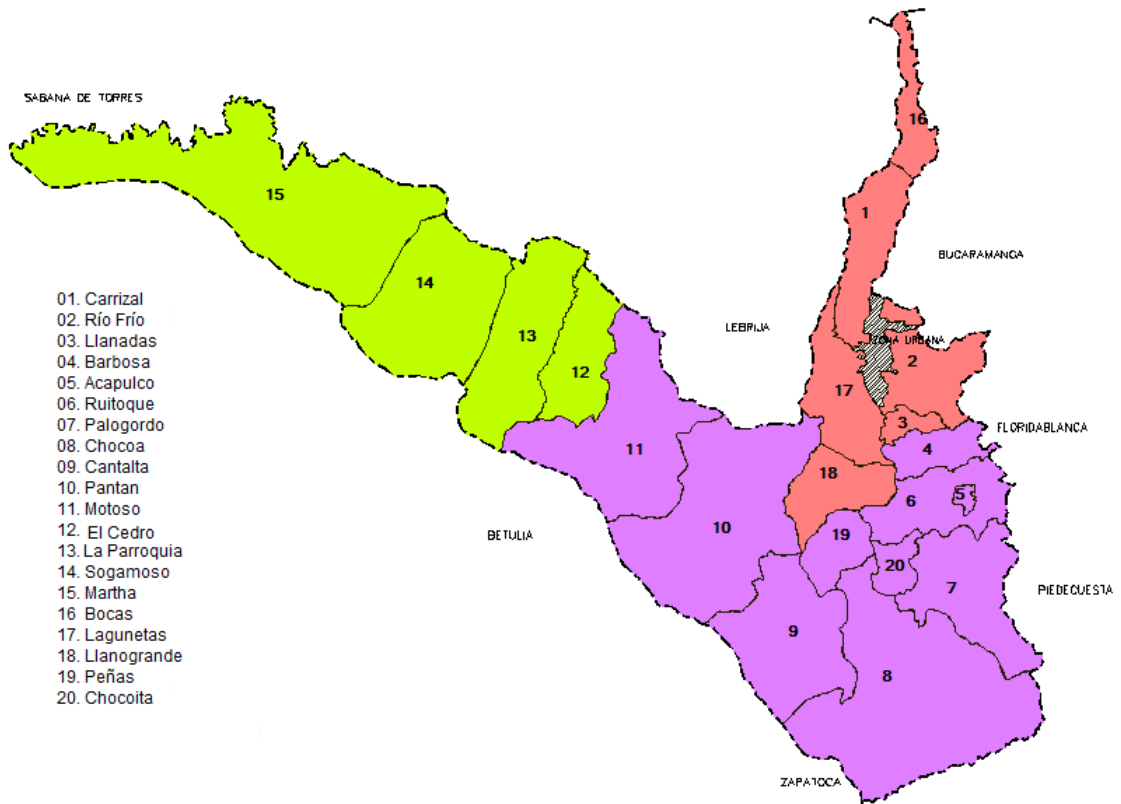 SABANA DE TORRES
16
15
1
BUCARAMANGA
14
01. Carrizal
02. Río Frío
03. Llanadas
04. Barbosa
05. Acapulco
06. Ruitoque
07. Palogordo
08. Chocoa
09. Cantalta
10. Pantan
11. Motoso
12. El Cedro
13. La Parroquia
14. Sogamoso
15. Martha
16 Bocas
17. Lagunetas
18. Llanogrande
19. Peñas
20. Chocoita
LEBRIJA
13
ZONA URBANA
2
12
17
3
FLORIDABLANCA
11
4
18
6
5
10
BETULIA
19
20
7
PIEDECUESTA
9
8
ZAPATOCA